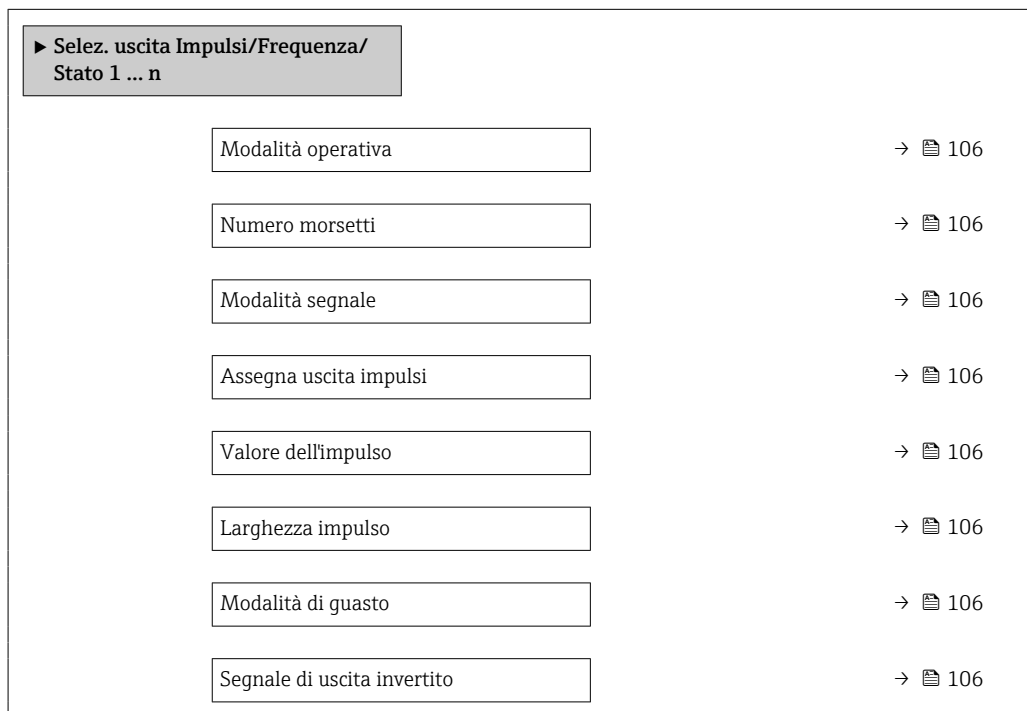 ▶ Selez. uscita Impulsi/Frequenza/
Stato 1 ... n
Modalità operativa → 106
Numero morsetti → 106
Modalità segnale → 106
Assegna uscita impulsi → 106
Valore dell'impulso → 106
Larghezza impulso → 106
Modalità di guasto → 106
Segnale di uscita invertito → 106